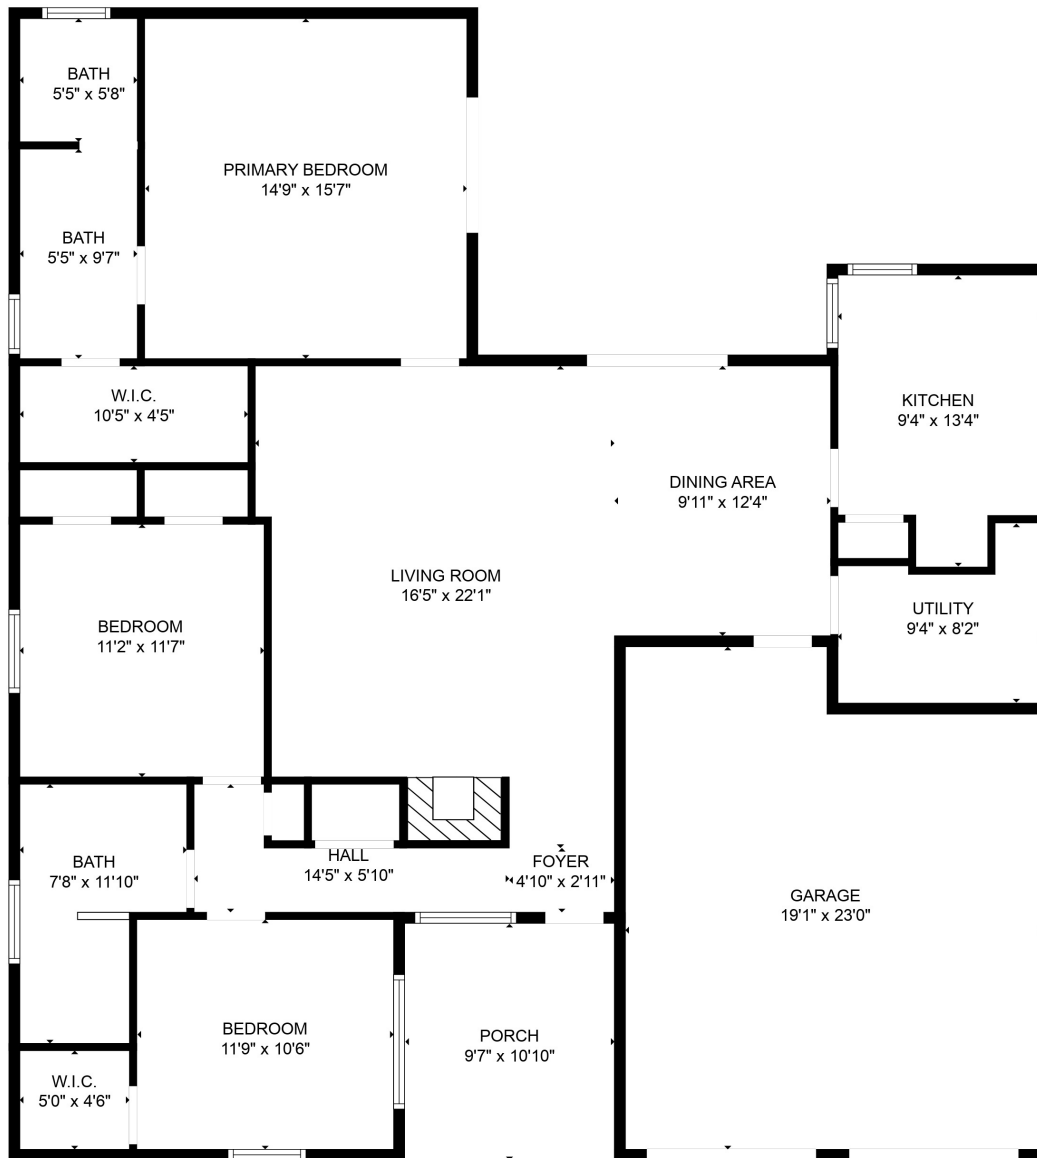 BATH
5'5" x 5'8"
PRIMARY BEDROOM
14'9" x 15'7"
BATH
5'5" x 9'7"
W.I.C.
10'5" x 4'5"
KITCHEN
9'4" x 13'4"
DINING AREA
9'11" x 12'4"
LIVING ROOM
16'5" x 22'1"
UTILITY
9'4" x 8'2"
BEDROOM
11'2" x 11'7"
BATH
7'8" x 11'10"
HALL
14'5" x 5'10"
FOYER
4'10" x 2'11"
GARAGE
19'1" x 23'0"
BEDROOM
11'9" x 10'6"
PORCH
9'7" x 10'10"
W.I.C.
5'0" x 4'6"